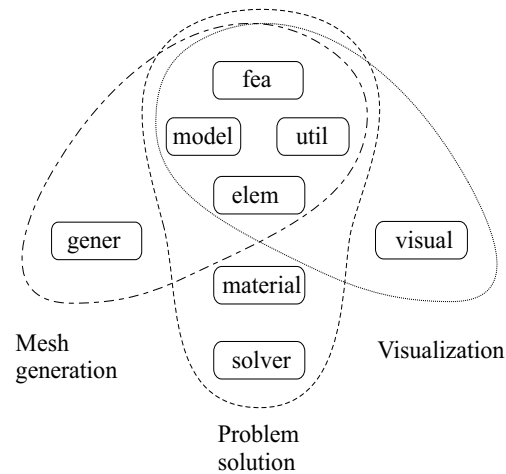 fea
model
util
elem
gener
visual
material
solver
Mesh
generation
Visualization
Problem
solution